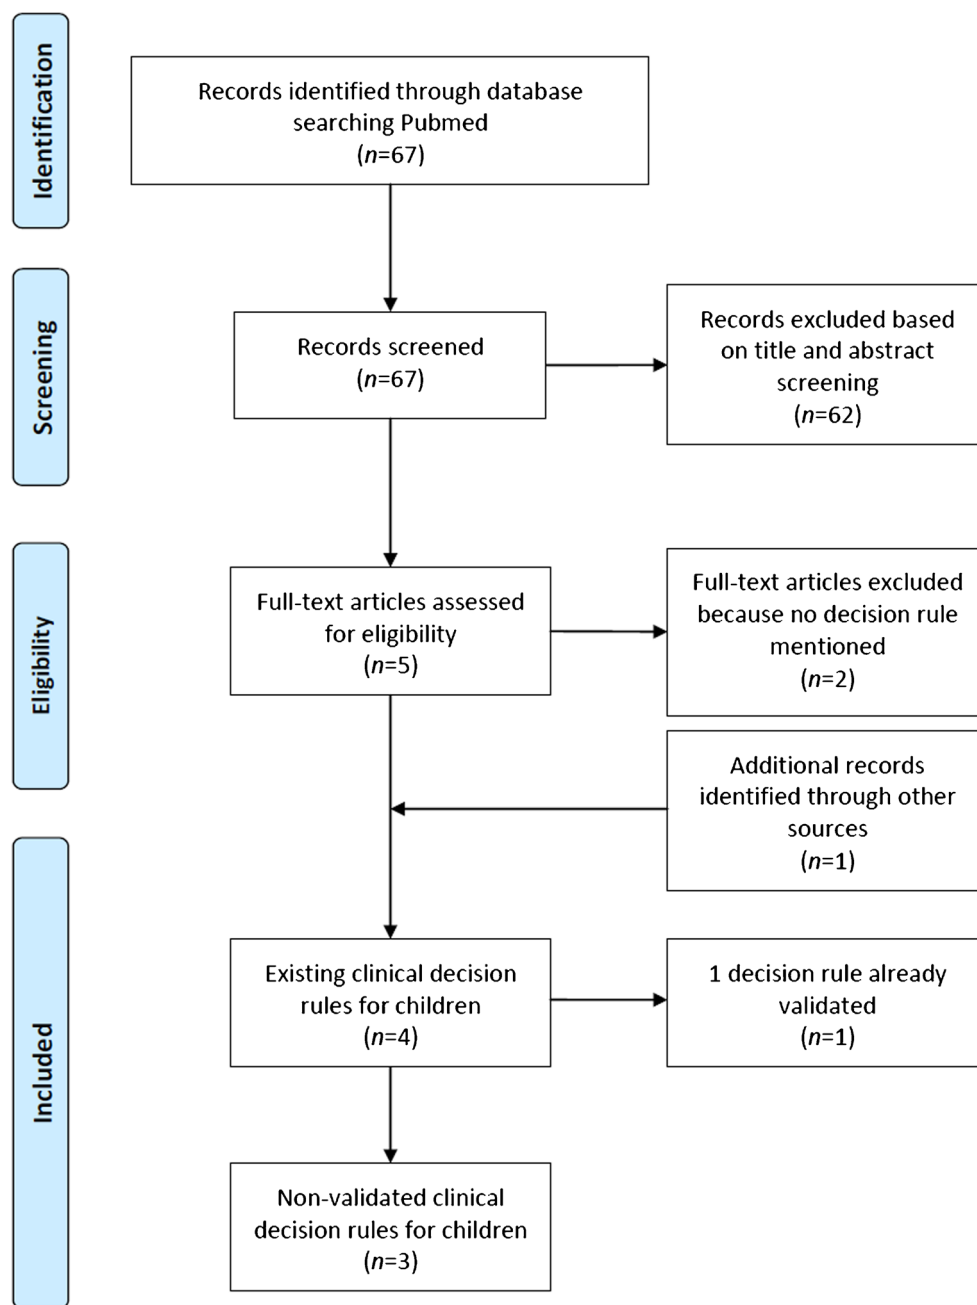 Identification
Records identified through database
searching Pubmed
(n=67)
Screening
Records screened
(n=67)
Records excluded based
on title and abstract
screening
(n=62)
Eligibility
Full-text articles assessed
for eligibility
(n=5)
Full-text articles excluded
because no decision rule
mentioned
(n=2)
Additional records
identified through other
sources
(n=1)
Included
Existing clinical decision
rules for children
(n=4)
1 decision rule already
validated
(n=1)
Non-validated clinical
decision rules for children
(n=3)